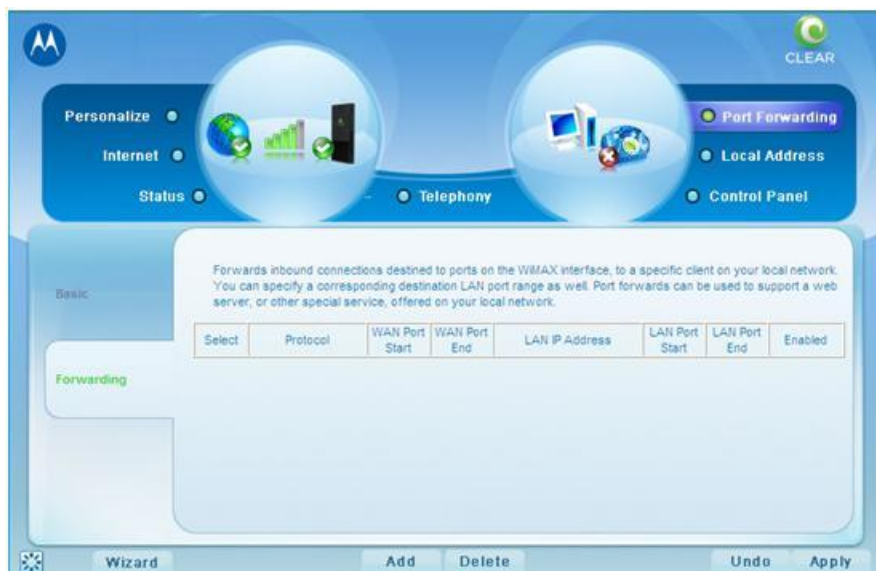 CLEAR
Personalize
Internet
Status
Telephony
Port Forwarding
Local Address
Control Panel
Basic
Forwarding
Forwards inbound connections destined to ports on the WiMAX interface, to a specific client on your local network.
You can specify a corresponding destination LAN port range as well. Port forwards can be used to support a web
server, or other special service, offered on your local network.
Select Protocol WAN Port Start WAN Port End LAN IP Address LAN Port Start LAN Port End Enabled
Wizard Add Delete Undo Apply